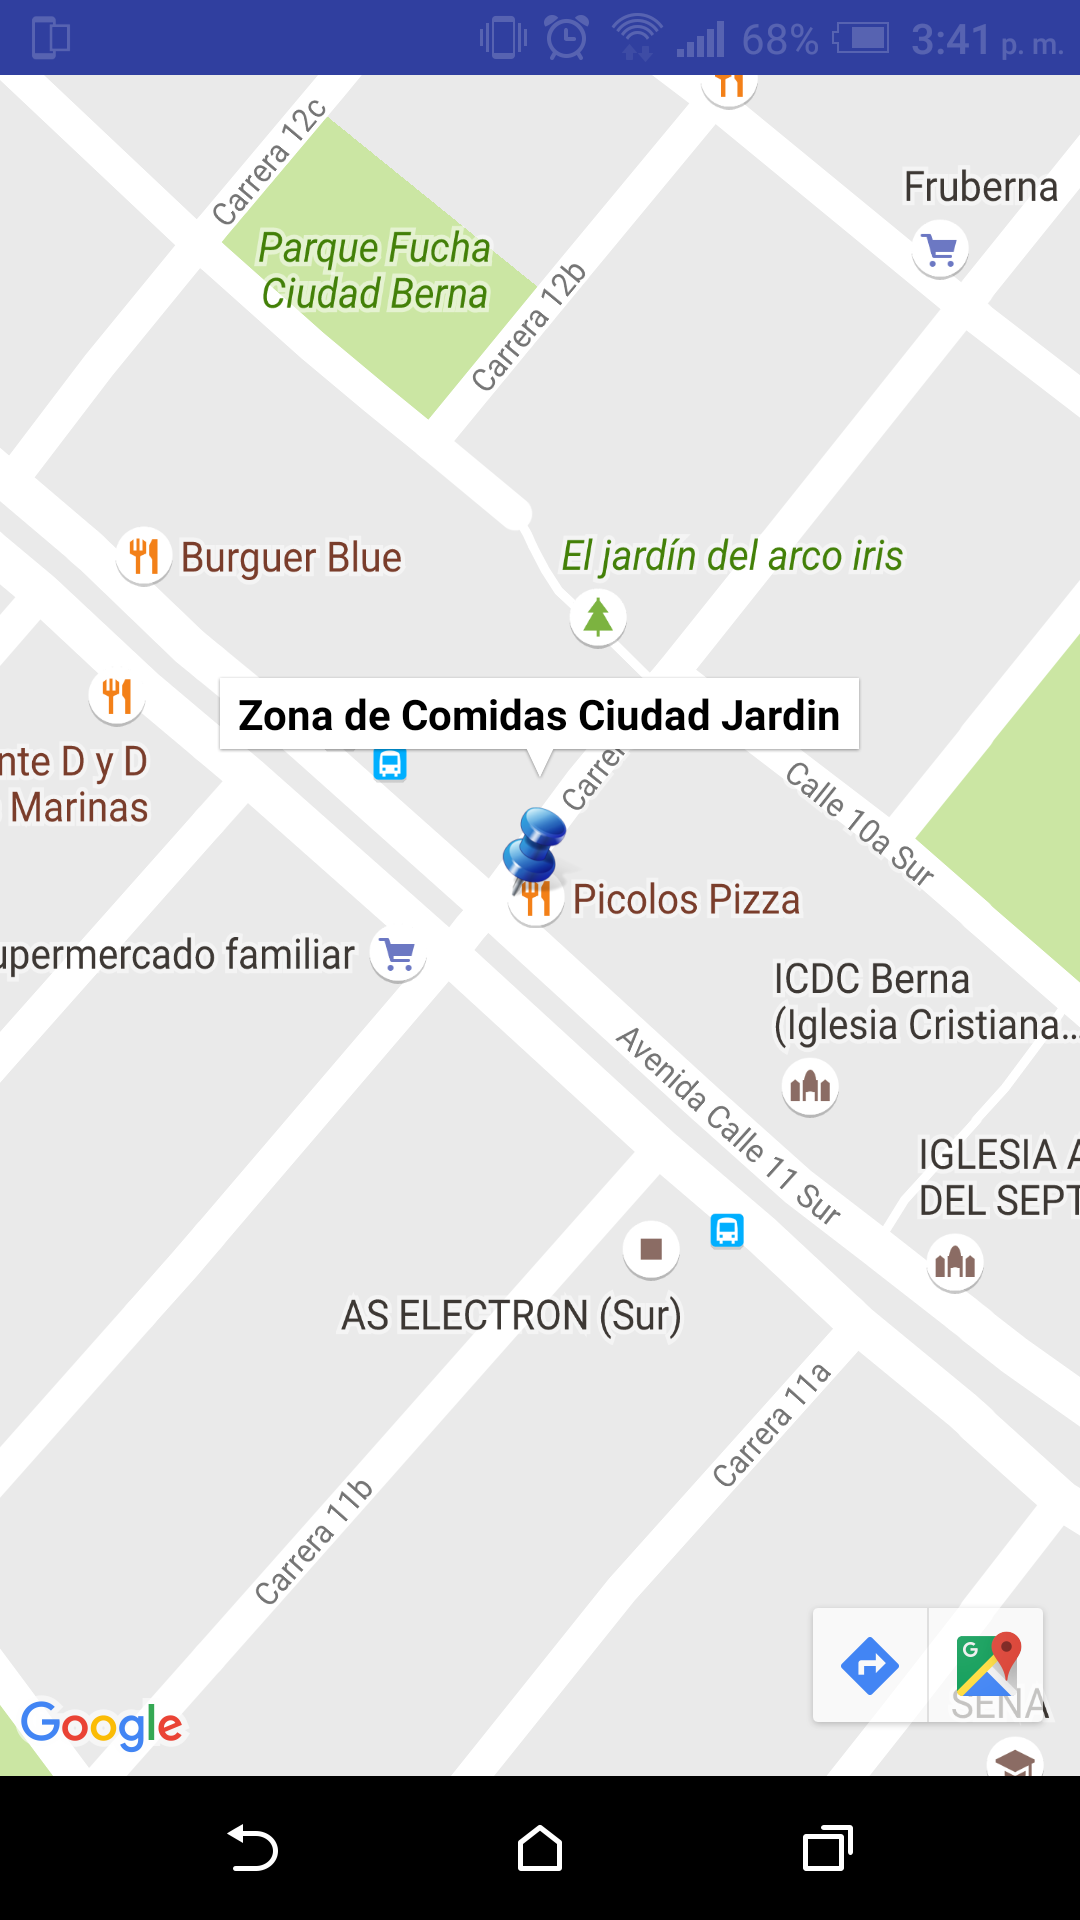 68% 3:41 p. m.
Carrera 12c
Fruberna
Parque Fucha
Ciudad Berna
Carrera 12b
Burguer Blue
El jardín del arco iris
Zona de Comidas Ciudad Jardin
nte D y D
Marinas
Carrer
Calle 10a Sur
Picolos Pizza
upermercado familiar
ICDC Berna
(Iglesia Cristiana...
Avenida Calle 11 Sur
IGLESIA A
DEL SEPT
AS ELECTRON (Sur)
Carrera 11a
Carrera 11b
G
SENA
Google